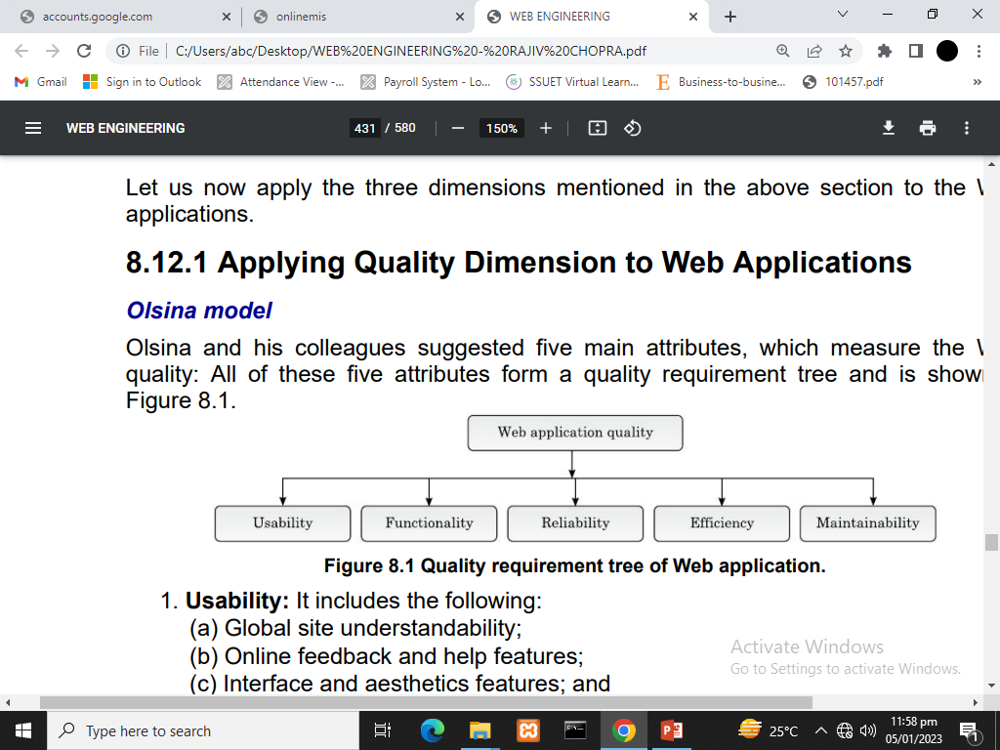 accounts.google.com
onlinemis
WEB ENGINEERING
File
C:/Users/abc/Desktop/WEB%20ENGINEERING%20-%20RAJIV%20CHOPRA.pdf
Gmail
Sign in to Outlook
Attendance View -...
Payroll System - Lo...
SSUET Virtual Learn...
Business-to-busine...
101457.pdf
WEB ENGINEERING
431 / 580
150%
Let us now apply the three dimensions mentioned in the above section to the
applications.
8.12.1 Applying Quality Dimension to Web Applications
Olsina model
Olsina and his colleagues suggested five main attributes, which measure the
quality: All of these five attributes form a quality requirement tree and is show
Figure 8.1.
Web application quality
Usability
Functionality
Reliability
Efficiency
Maintainability
Figure 8.1 Quality requirement tree of Web application.
1. Usability: It includes the following:
(a) Global site understandability;
(b) Online feedback and help features;
(c) Interface and aesthetics features; and
Activate Windows
Go to Settings to activate Windows.
Type here to search
25°C
11:58 pm
05/01/2023
1